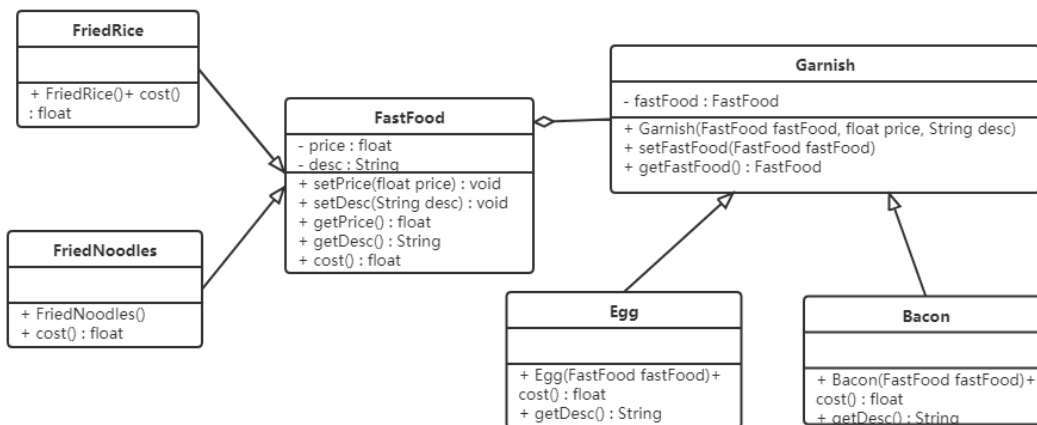 FriedRice
+ FriedRice()+ cost()
: float
FastFood
- price : float
- desc : String
+ setPrice(float price) : void
+ setDesc(String desc) : void
+ getPrice() : float
+ getDesc() : String
+ cost() : float
Garnish
- fastFood : FastFood
+ Garnish(FastFood fastFood, float price, String desc)
+ setFastFood(FastFood fastFood)
+ getFastFood() : FastFood
FriedNoodles
+ FriedNoodles()
+ cost() : float
Egg
+ Egg(FastFood fastFood)+
cost() : float
+ getDesc() : String
Bacon
+ Bacon(FastFood fastFood)+
cost() : float
+ getDesc() : String